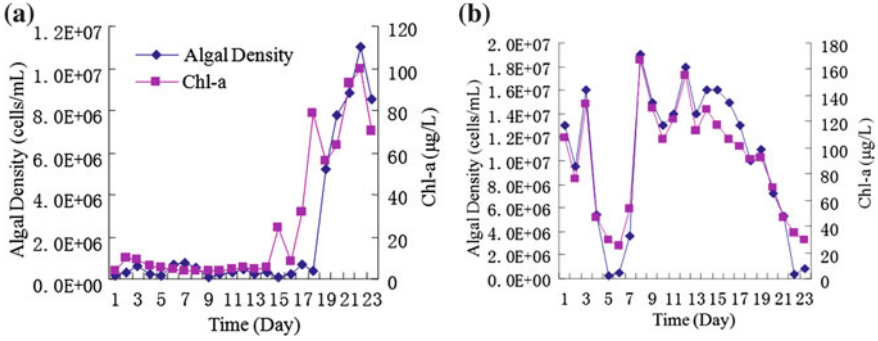 (a)
1. 2E+07
1. 0E+07
8. 0E+06
6. 0E+06
4. 0E+06
2. 0E+06
0. 0E+00
Algal Density (cells/mL)
Algal Density
Chl-a
120
100
80
60
40
20
0
Chl-a (μg/L)
1 3 5 7 9 11 13 15 17 19 21 23
Time (Day)
(b)
2. 0E+07
1. 8E+07
1. 6E+07
1. 4E+07
1. 2E+07
1. 0E+07
8. 0E+06
6. 0E+06
4. 0E+06
2. 0E+06
0. 0E+00
Algal Density (cells/mL)
180
160
140
120
100
80
60
40
20
0
Chl-a (μg/L)
1 3 5 7 9 11 13 15 17 19 21 23
Time (Day)